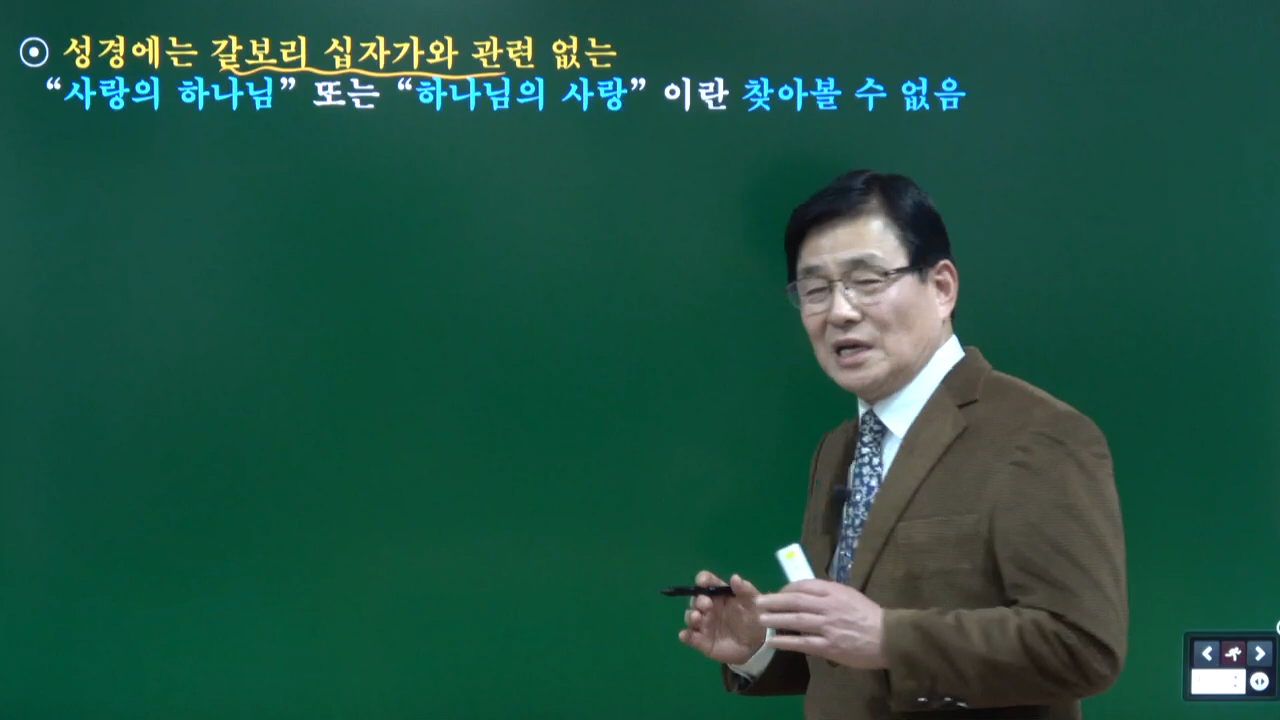 ⊙ 성경에는 갈보리 십자가와 관련 없는
“사랑의 하나님” 또는 “하나님의 사랑” 이란 찾아볼 수 없음